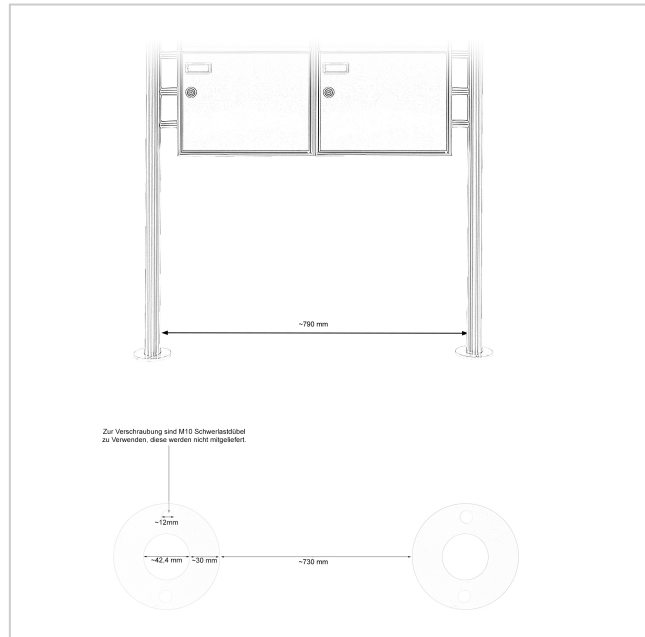 ~790 mm
Zur Verschraubung sind M10 Schwerlastdübel
zu Verwenden, diese werden nicht mitgeliefert.
~12mm
~42,4 mm
~30 mm
~730 mm